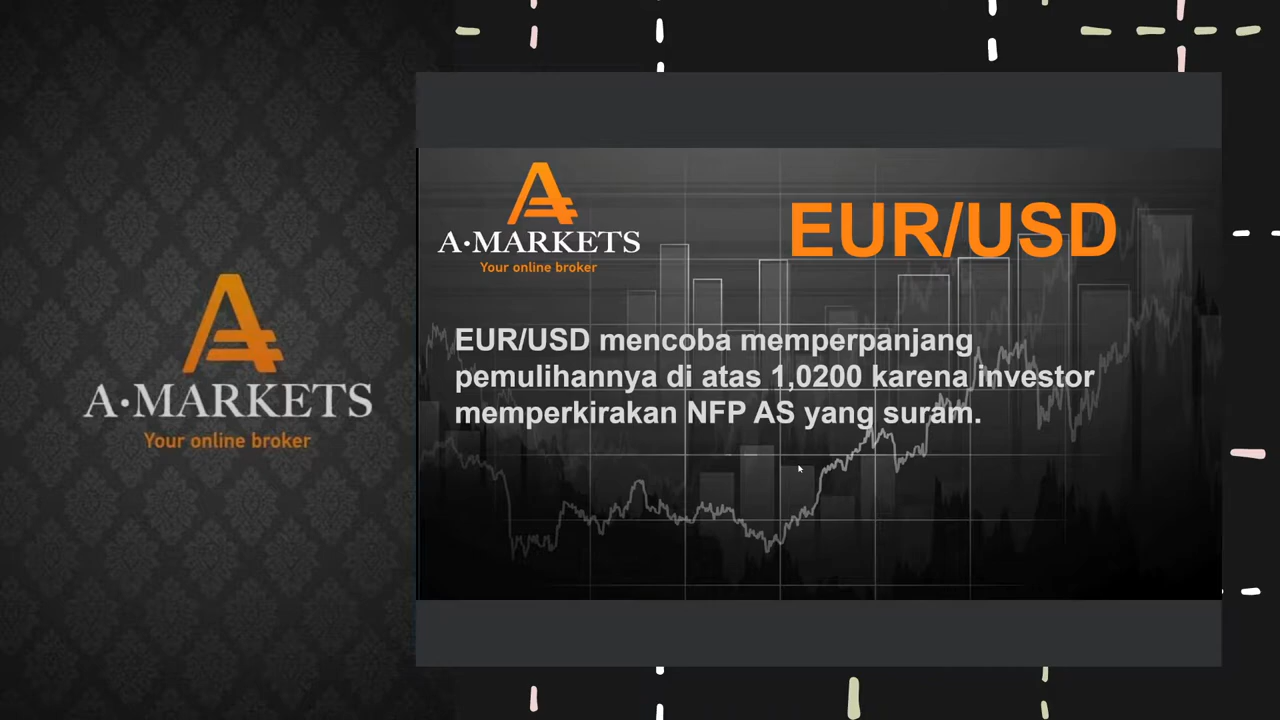 A·MARKETS
Your online broker
A·MARKETS
Your online broker
EUR/USD
EUR/USD mencoba memperpanjang
pemulihannya di atas 1,0200 karena investor
memperkirakan NFP AS yang suram.